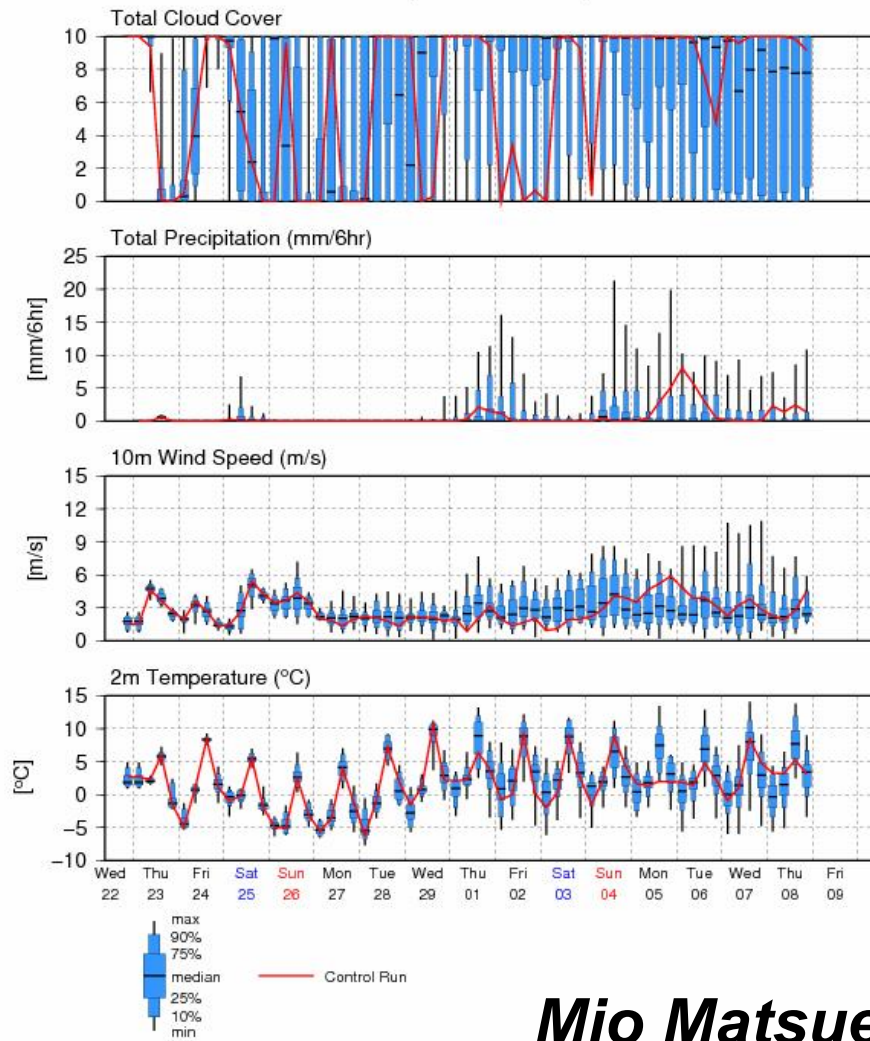 Total Cloud Cover
10
8
6
4
2
0
Total Precipitation (mm/6hr)
[mm/6hr]
25
20
15
10
5
0
10m Wind Speed (m/s)
[m/s]
15
12
9
6
3
0
2m Temperature (°C)
[°C]
15
10
5
0
−5
−10
Wed Thu Fri Sat Sun Mon Tue Wed Thu Fri Sat Sun Mon Tue Wed Thu Fri
22 23 24 25 26 27 28 29 01 02 03 04 05 06 07 08 09
max
90%
75%
median
25%
10%
min
Control Run
Mio Matsue